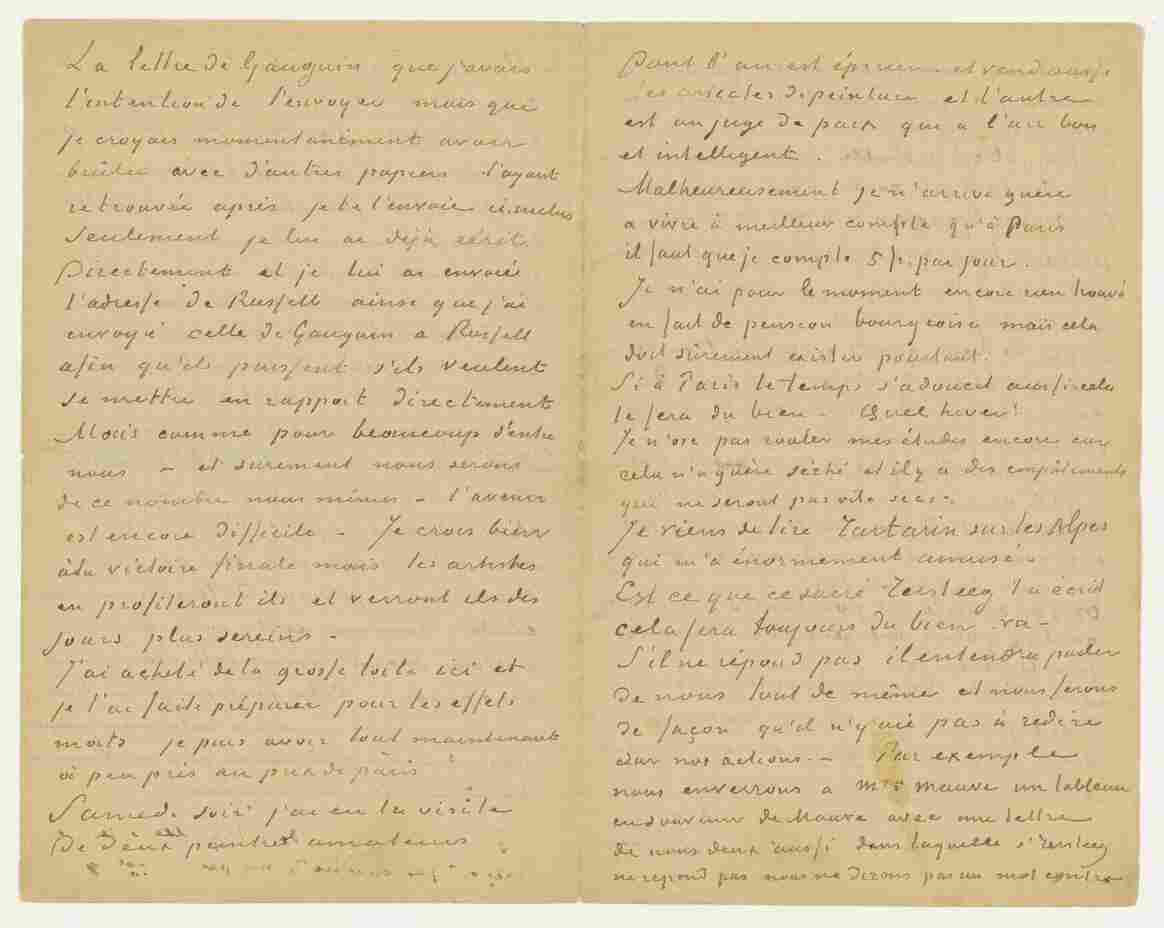 La lettre de Gauguin que j'avais
l'intention de t'envoyer mais que
je croyais momentanément avoir
brulée avec d'autres papiers l'ayant
retrouvée après je te l'envoie ci-inclus
Seulement je lui ai déjà écrit
Directement et je lui ai envoié
l'adresse de Russell ainsi que j'ai
envoyé celle de Gauguin a Russell
afin qu'ils puissent s'ils veulent
se mettre en rapport directement
Mais comme pour beaucoup d'entre
nous – et surement nous serons
de ce nombre nous mêmes – l'avenir
est encore difficile – Je crois bien
à la victoire finale mais les artistes
en profiteront ils et verront ils des
jours plus sereins –
J'ai acheté de la grosse toile ici et
je l'ai faite préparer pour les effets
mats je puis avoir tout maintenant
à peu près au prix de paris
Samedi soir j'ai eu la visite
De deux peintres amateurs
Dont l'un est épicier – et vend aussi
des articles de peinture et l'autre
est un juge de paix qui a l'air bon
et intelligent.
Malheureusement je n'arrive guère
a vivre à meilleur compte qu'à Paris
il faut que je compte 5 fr. par jour.
Je n'ai pour le moment encore rien trouvé
en fait de pension bourgeoise mais cela
doit sûrement exister pourtant.
Si à Paris le temps s'adoucit aussi cela
te fera du bien – Quel hiver!
Je n'ose pas rouler mes études encore car
cela n'a guère séché et il y a des empâtements
qui ne seront pas vite secs –
Je viens de lire Tartarin sur les Alpes
qui m'a énormément amusé –
Est ce que ce sacré Tersteeg t'a écrit
cela fera toujours du bien va –
S'il ne répond pas il entendra parler
De nous tout de même et nous ferons
De façon qu'il n'y aie pas à redire
sur nos actions – Par exemple
nous enverrons a mme mauve un tableau
en souvenir de Mauve avec une lettre
de nous deux aussi dans laquelle si Tersteeg
ne répond pas nous ne dirons pas un mot contre